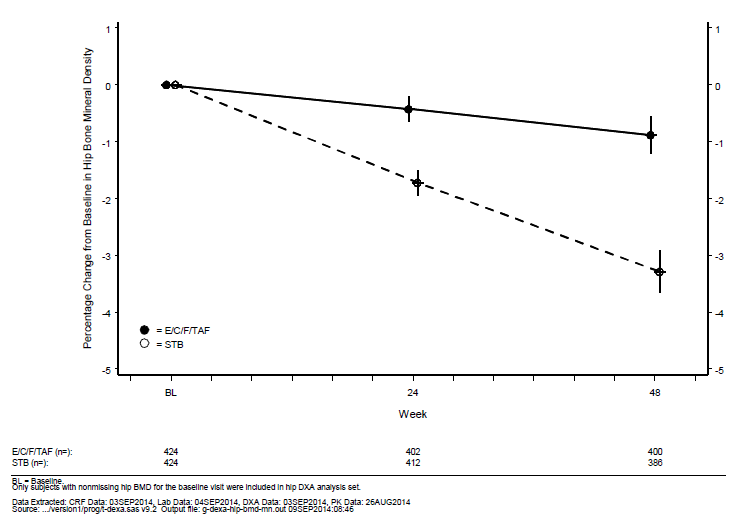 Percentage Change from Baseline in Hip Bone Mineral Density
1 1
0 0
-1 -1
-2 -2
-3 -3
-4 -4
-5 -5
= E/C/F/TAF
= STB
BL 24 48
Week
E/C/F/TAF (n=): 424 402 400
STB (n=): 424 412 386
BL = Baseline.
Only subjects with nonmissing hip BMD for the baseline visit were included in hip DXA analysis set.
Data Extracted: CRF Data: 03SEP2014, Lab Data: 04SEP2014, DXA Data: 03SEP2014, PK Data: 26AUG2014
Source: .../version1/prog/t-dexa.sas v9.2 Output file: g-dexa-hip-bmd-mn.out 09SEP2014:08:46